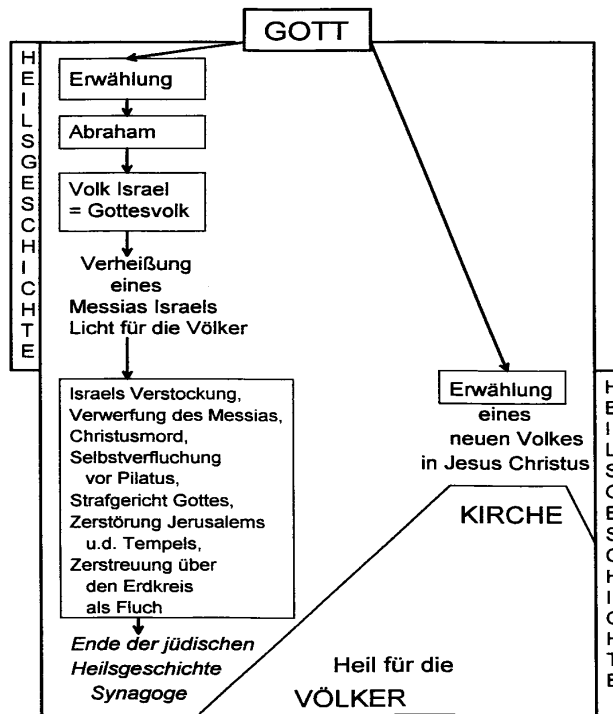 GOTT
HEILSGESCHICHTE
Erwählung
Abraham
Volk Israel
= Gottesvolk
Verheißung
eines
Messias Israels
Licht für die Völker
Israels Verstockung,
Verwerfung des Messias,
Christusmord,
Selbstverfluchung
vor Pilatus,
Strafgericht Gottes,
Zerstörung Jerusalems
u.d. Tempels,
Zerstreuung über
den Erdkreis
als Fluch
Ende der jüdischen
Heilsgeschichte
Synagoge
Erwählung
eines
neuen Volkes
in Jesus Christus
KIRCHE
HEILSGESCHICHTE
Heil für die
VÖLKER